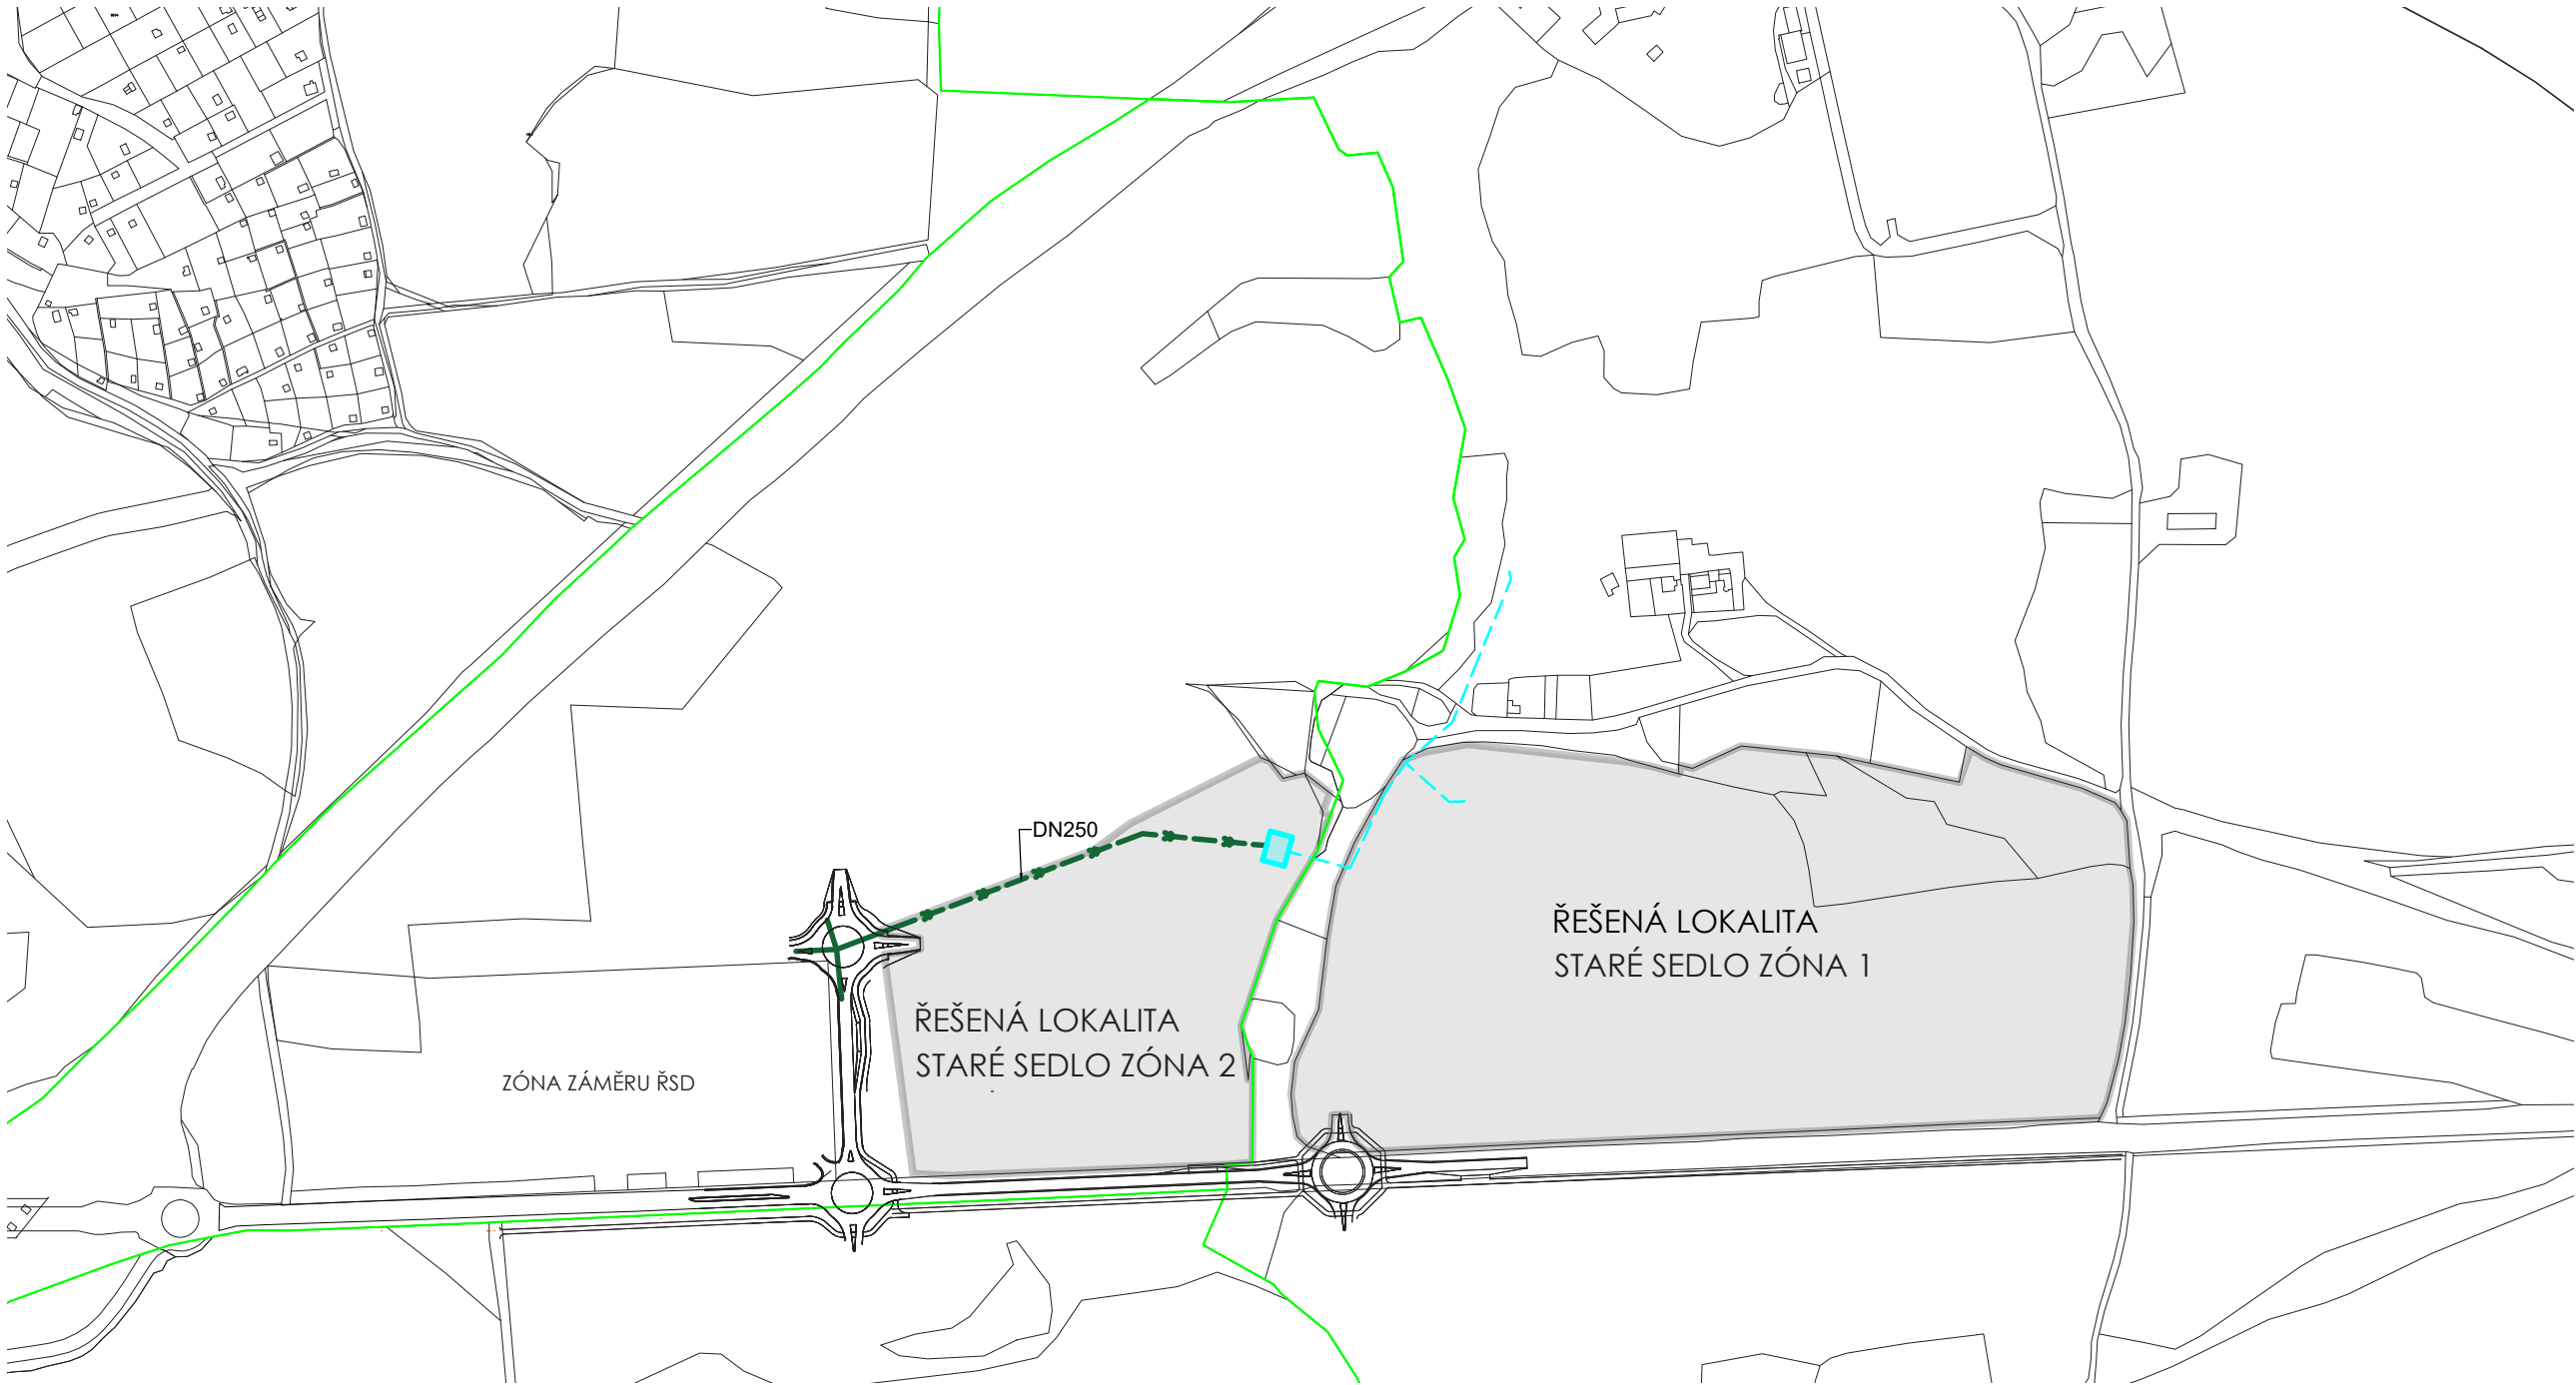 DN250
ŘEŠENÁ LOKALITA
STARÉ SEDLO ZÓNA 1
ŘEŠENÁ LOKALITA
STARÉ SEDLO ZÓNA 2
ZÓNA ZÁMĚRU ŘSD